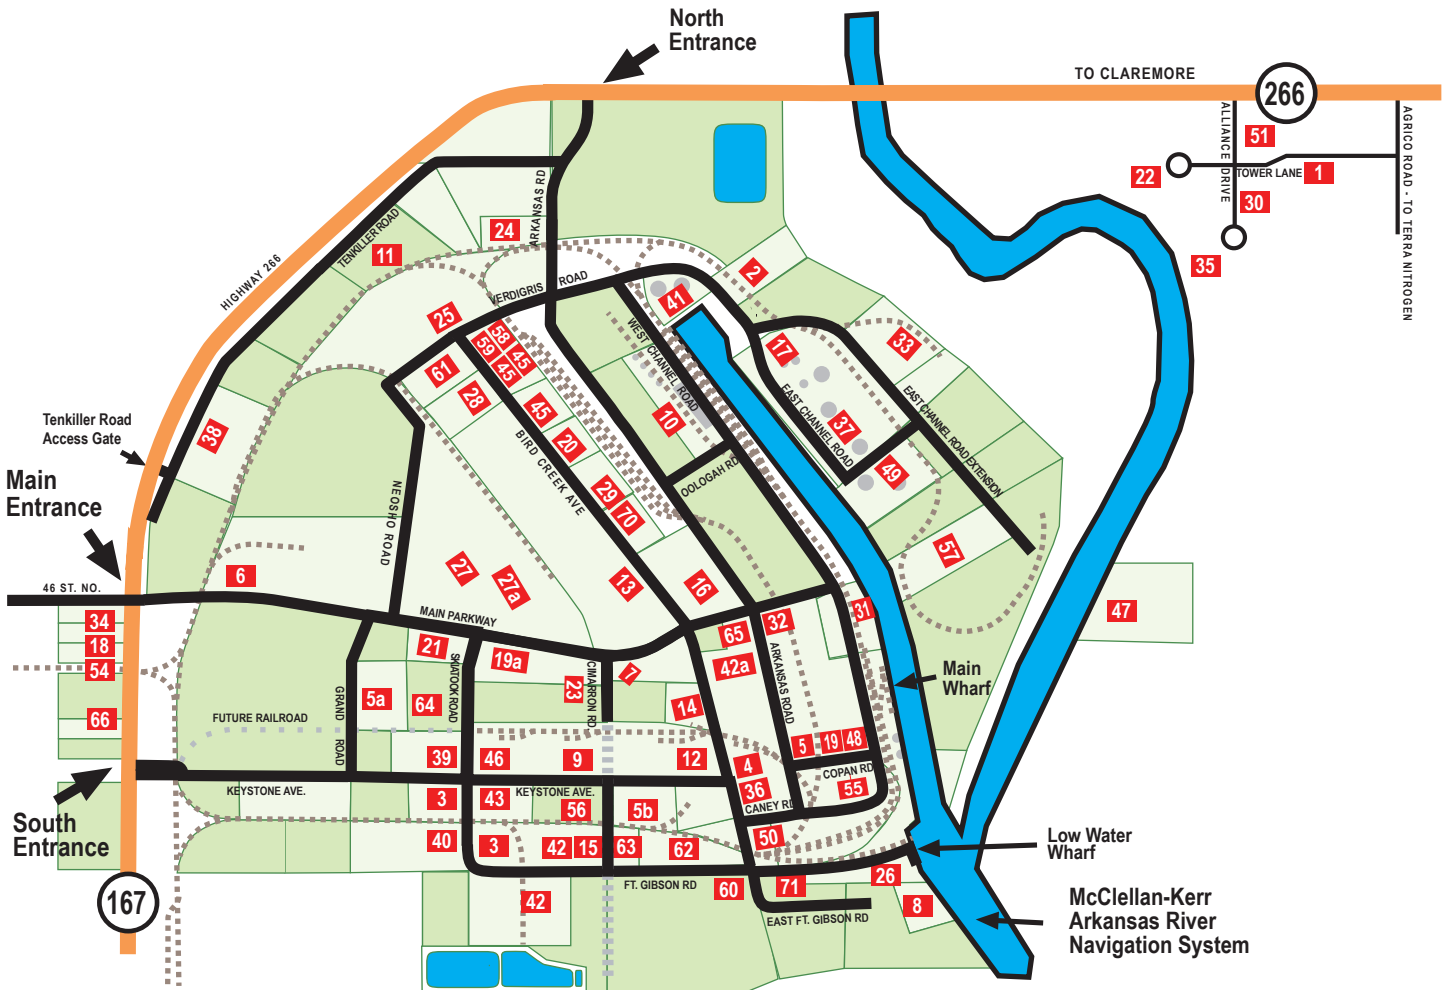 North
Entrance
TO CLAREMORE
266
ALLIANCE DRIVE
51
AGRICO ROAD - TO TERRA NITROGEN
22
TOWER LANE
1
30
35
ARKANSAS RD
24
TENKILLER ROAD
11
HIGHWAY 266
VERDIGRIS ROAD
2
41
25
58
59
45
45
61
28
45
20
29
70
WEST CHANNEL ROAD
10
17
33
EAST CHANNEL ROAD
37
49
EAST CHANNEL ROAD EXTENSION
57
OOLOGAH RD
BIRD CREEK AVE
38
Tenkiller Road
Access Gate
Main
Entrance
NEOSHO ROAD
46 ST. NO.
6
27
27a
13
16
31
47
34
18
54
66
MAIN PARKWAY
21
19a
SKIATOOK ROAD
CIMARRON RD
23
7
65
32
42a
ARKANSAS ROAD
Main
Wharf
5a
64
GRAND ROAD
14
FUTURE RAILROAD
39
46
9
12
4
5
19
48
COPAN RD
36
55
CANEY RD
KEYSTONE AVE.
3
43
KEYSTONE AVE.
56
5b
South
Entrance
40
3
42
15
63
62
50
Low Water
Wharf
167
FT. GIBSON RD
60
71
26
42
EAST FT. GIBSON RD
8
McClellan-Kerr
Arkansas River
Navigation System